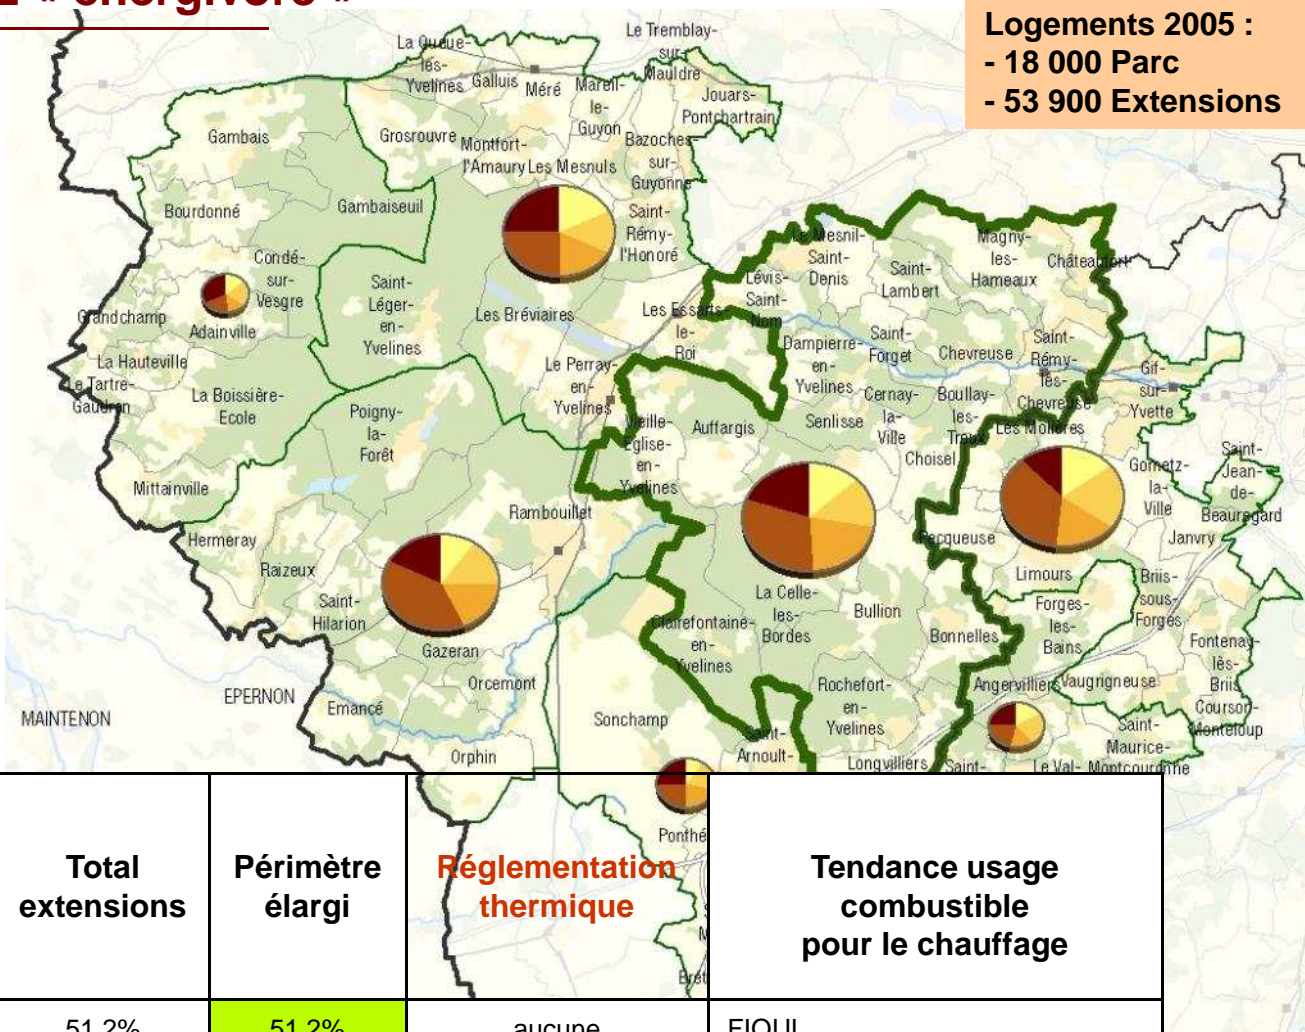 « énergivore »
Logements 2005 :
- 18 000 Parc
- 53 900 Extensions
La Queue-
lès-
Yvelines
Galluis
Méré
Mareil-
le-
Guyon
Le Tremblay-
sur-
Mauldre
Jouars-
Pontchartrain
Gambais
Grosrouvre
Montfort-
l'Amaury
Les Mesnuls
Bazoches-
sur-
Guyonne
Bourdonné
Gambaiseuil
Saint-
Rémy-
l'Honoré
Condé-
sur-
Vesgre
Saint-
Léger-
en-
Yvelines
Les Bréviaires
Les Essarts-
le-
Roi
Grandchamp
Adainville
La Hauteville
Le Tartre-
Gaudran
La Boissière-
Ecole
Le Perray-
en-
Yvelines
Le Mesnil-
Saint-
Denis
Lévis-
Saint-
Nom
Saint-
Lambert
Magny-
les-
Hameaux
Châteaufort
Dampierre-
en-
Yvelines
Saint-
Forget
Chevreuse
Saint-
Rémy-
lès-
Chevreuse
Gif-
sur-
Yvette
Poigny-
la-
Forêt
Vieille-
Eglise-
en-
Yvelines
Auffargis
Senlisse
Cernay-
la-
Ville
Boullay-
les-
Troux
Les Molières
Choisel
Gometz-
la-
Ville
Saint-
Jean-
de-
Beauregard
Mittainville
Rambouillet
Hermeray
Raizeux
Pecqueuse
Janvry
Limours
Briis-
sous-
Forges
Saint-
Hilarion
Gazeran
La Celle-
les-
Bordes
Bullion
Bonnelles
Forges-
les-
Bains
Clairefontaine-
en-
Yvelines
Fontenay-
lès-
Briis
Orcemont
EPERNON
Emancé
MAINTENON
Orphin
Sonchamp
Rochefort-
en-
Yvelines
Angervilliers
Vaugrigneuse
Courson-
Monteloup
Saint-
Arnoult-
Longvilliers
Saint-
Le Val-
Saint-
Maurice-
Montcouronne
Ponthé
Bret
Total
extensions
Périmètre
élargi
Réglementation
thermique
Tendance usage
combustible
pour le chauffage
51,2%
51,2%
aucune
FIOUL